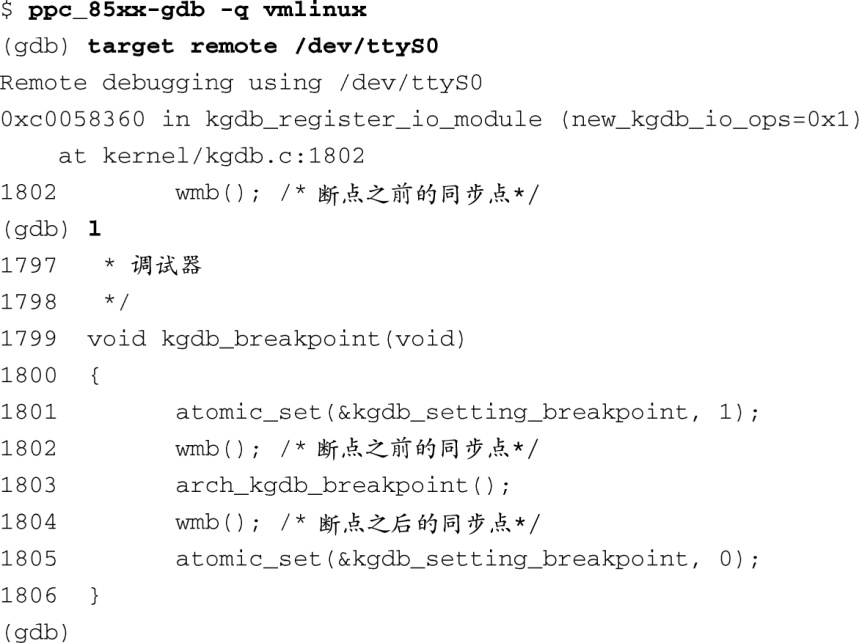 $ ppc_85xx-gdb -q vmlinux
(gdb) target remote /dev/ttyS0
Remote debugging using /dev/ttyS0
0xc0058360 in kgdb_register_io_module (new_kgdb_io_ops=0x1)
    at kernel/kgdb.c:1802
1802        wmb(); /* 断点之前的同步点*/
(gdb) l
1797   * 调试器
1798   */
1799  void kgdb_breakpoint(void)
1800  {
1801        atomic_set(&kgdb_setting_breakpoint, 1);
1802        wmb(); /* 断点之前的同步点*/
1803        arch_kgdb_breakpoint();
1804        wmb(); /* 断点之后的同步点*/
1805        atomic_set(&kgdb_setting_breakpoint, 0);
1806  }
(gdb)